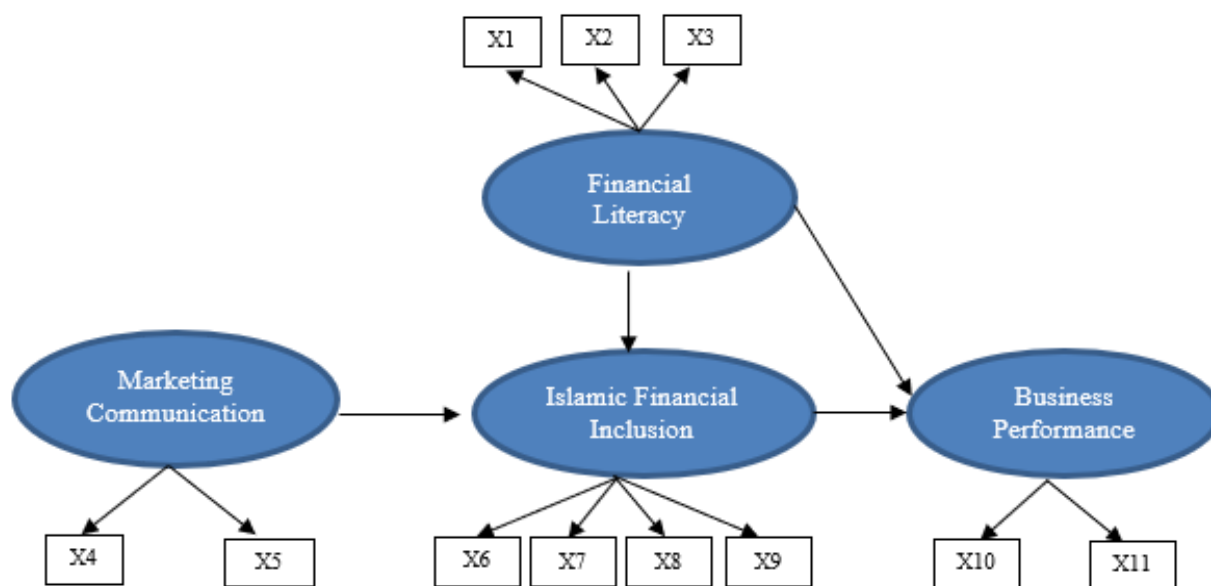 X1
X2
X3
Financial
Literacy
Marketing
Communication
Islamic Financial
Inclusion
Business
Performance
X4
X5
X6
X7
X8
X9
X10
X11